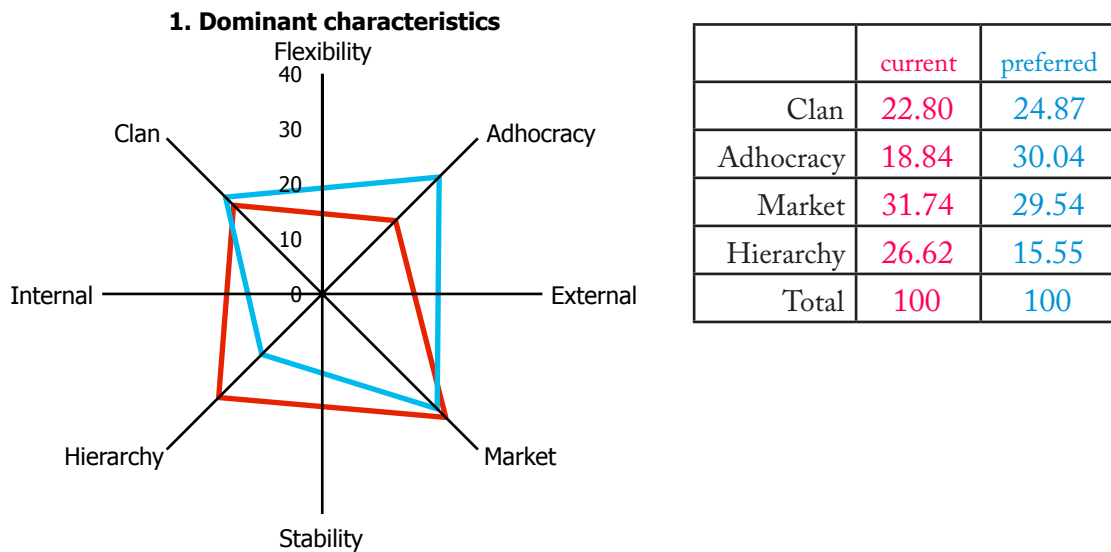 1. Dominant characteristics
Flexibility
40
30
20
10
0
Clan
Adhocracy
Internal
External
Hierarchy
Market
Stability
current preferred
Clan 22.80 24.87
Adhocracy 18.84 30.04
Market 31.74 29.54
Hierarchy 26.62 15.55
Total 100 100